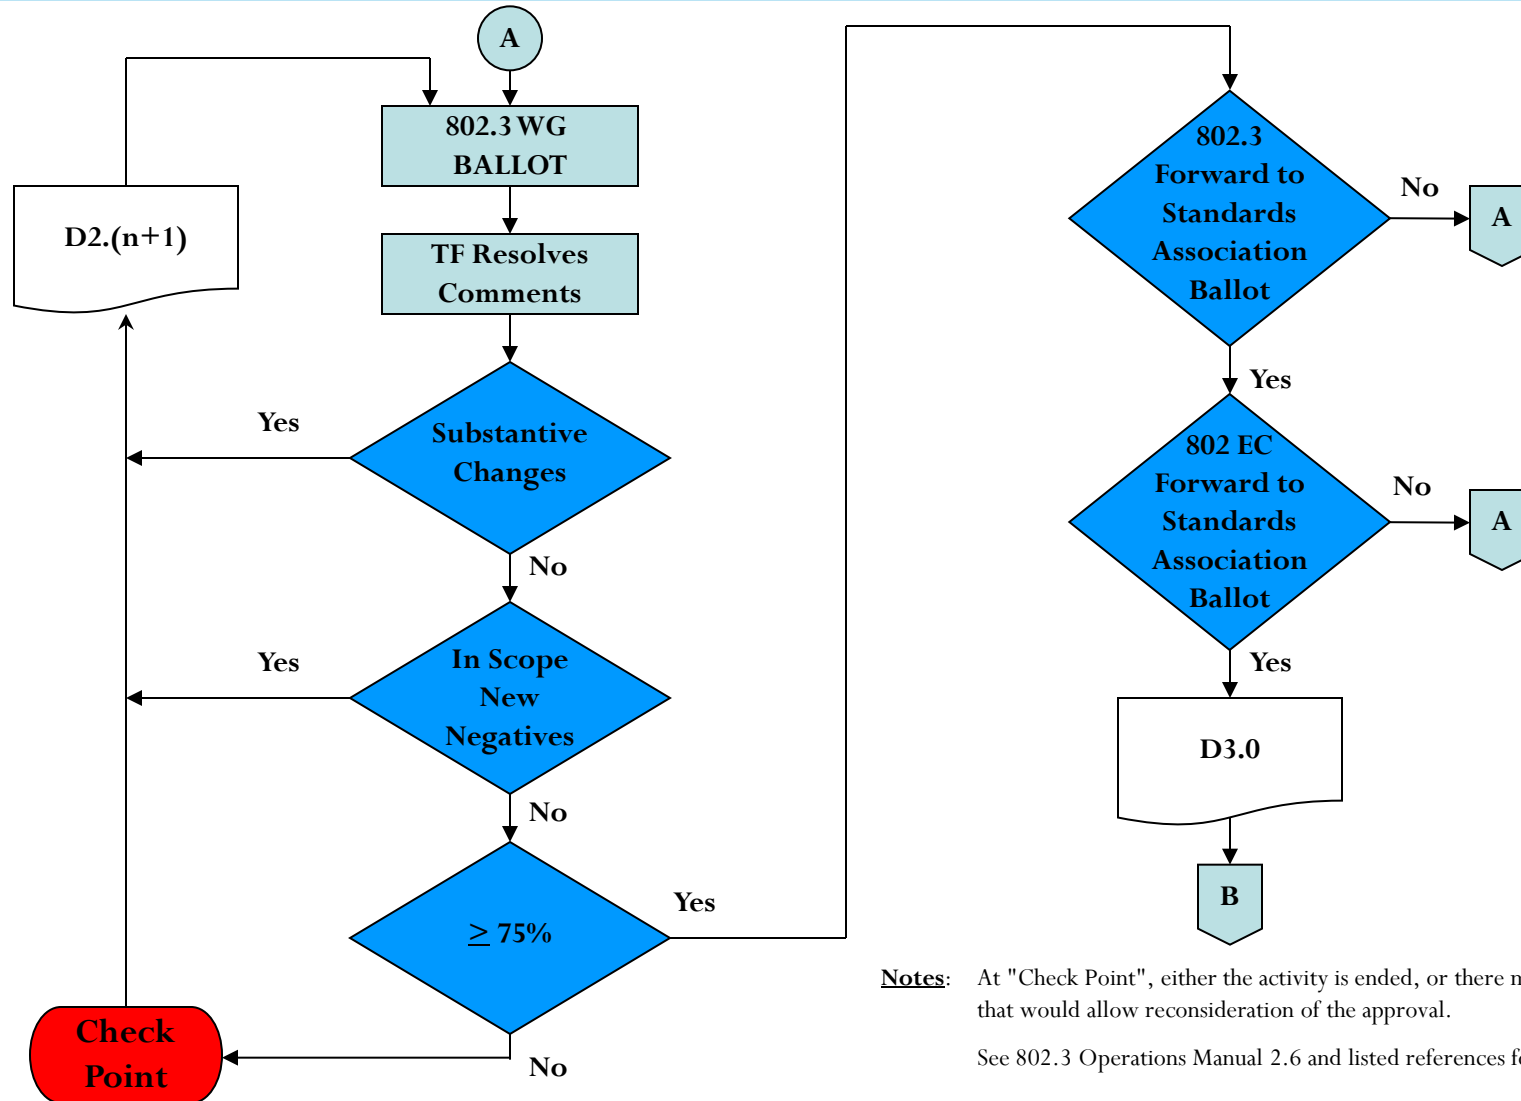 A
802.3 WG
BALLOT
D2.(n+1)
TF Resolves
Comments
Yes
Substantive
Changes
No
Yes
In Scope
New
Negatives
No
≥ 75%
Yes
Check
Point
No
802.3
Forward to
Standards
Association
Ballot
No
A
Yes
802 EC
Forward to
Standards
Association
Ballot
No
A
Yes
D3.0
B
Notes: At "Check Point", either the activity is ended, or there
that would allow reconsideration of the approval.
See 802.3 Operations Manual 2.6 and listed references